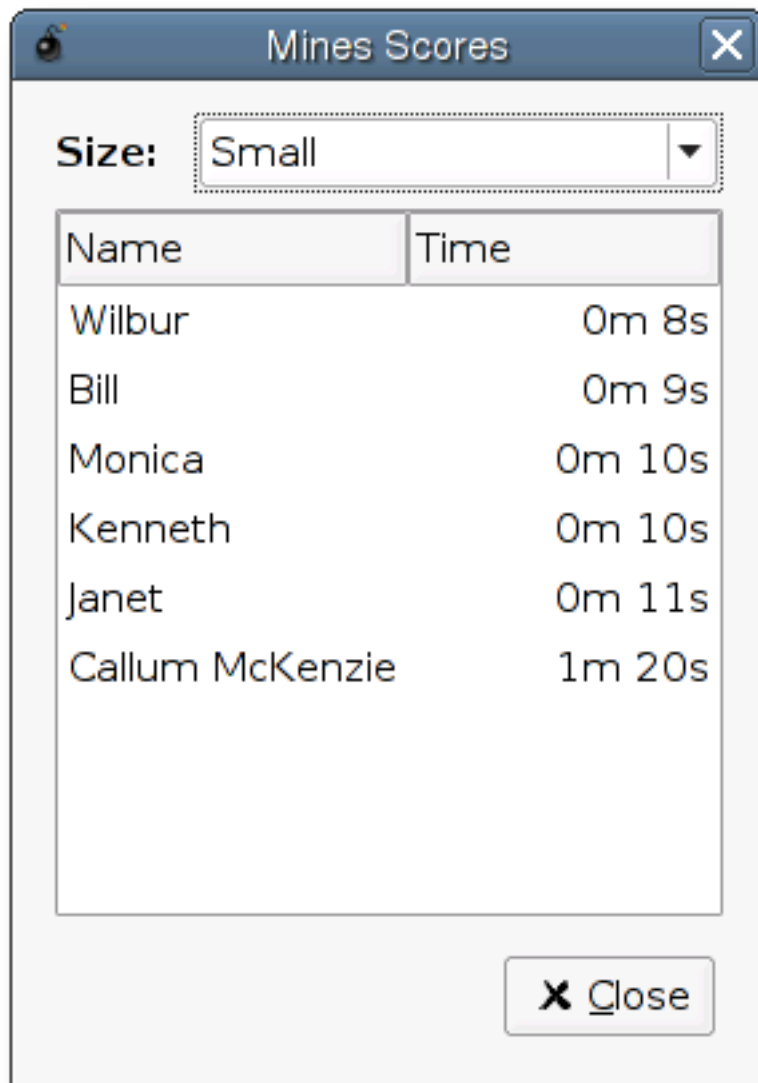 Mines Scores
Size: Small
Name Time
Wilbur 0m 8s
Bill 0m 9s
Monica 0m 10s
Kenneth 0m 10s
Janet 0m 11s
Callum McKenzie 1m 20s
Close